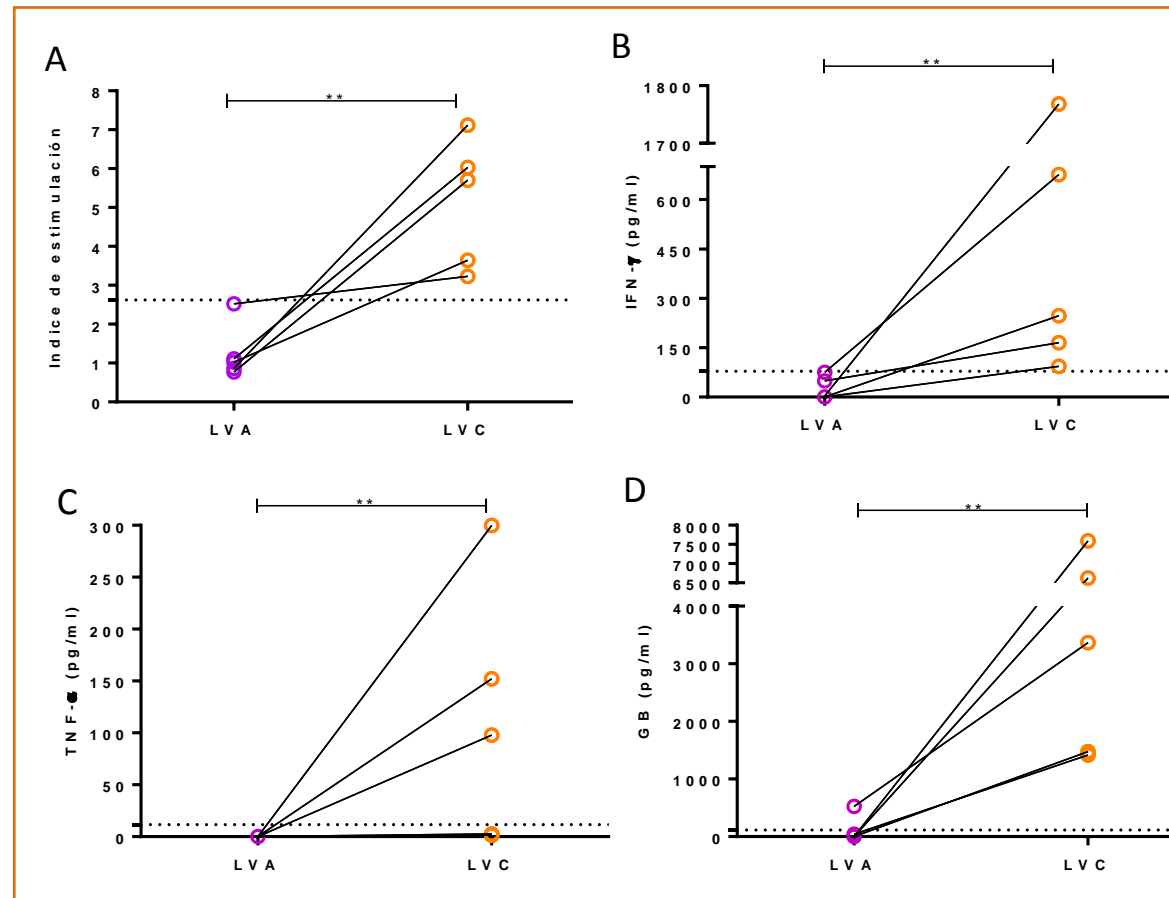 A
**
Indice de estimulación
8
7
6
5
4
3
2
1
0
LVA
LVC
B
**
IFN-γ (pg/ml)
1800
1700
600
450
300
150
0
LVA
LVC
C
**
TNF-α (pg/ml)
300
250
200
150
100
50
0
LVA
LVC
D
**
GB (pg/ml)
8000
7500
7000
6500
4000
3000
2000
1000
0
LVA
LVC